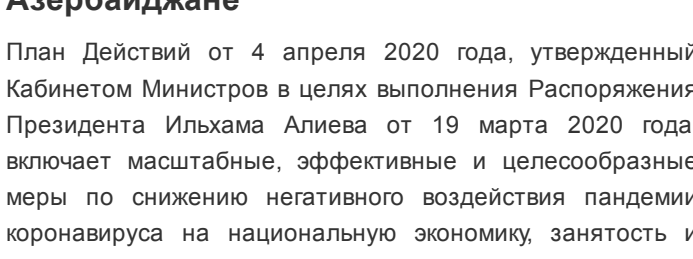 Азербайджане
План Действий от 4 апреля 2020 года, утвержденный
Кабинетом Министров в целях выполнения Распоряжения
Президента Ильхама Алиева от 19 марта 2020 года
включает масштабные, эффективные и целесообразные
меры по снижению негативного воздействия пандемии
коронавируса на национальную экономику, занятость и